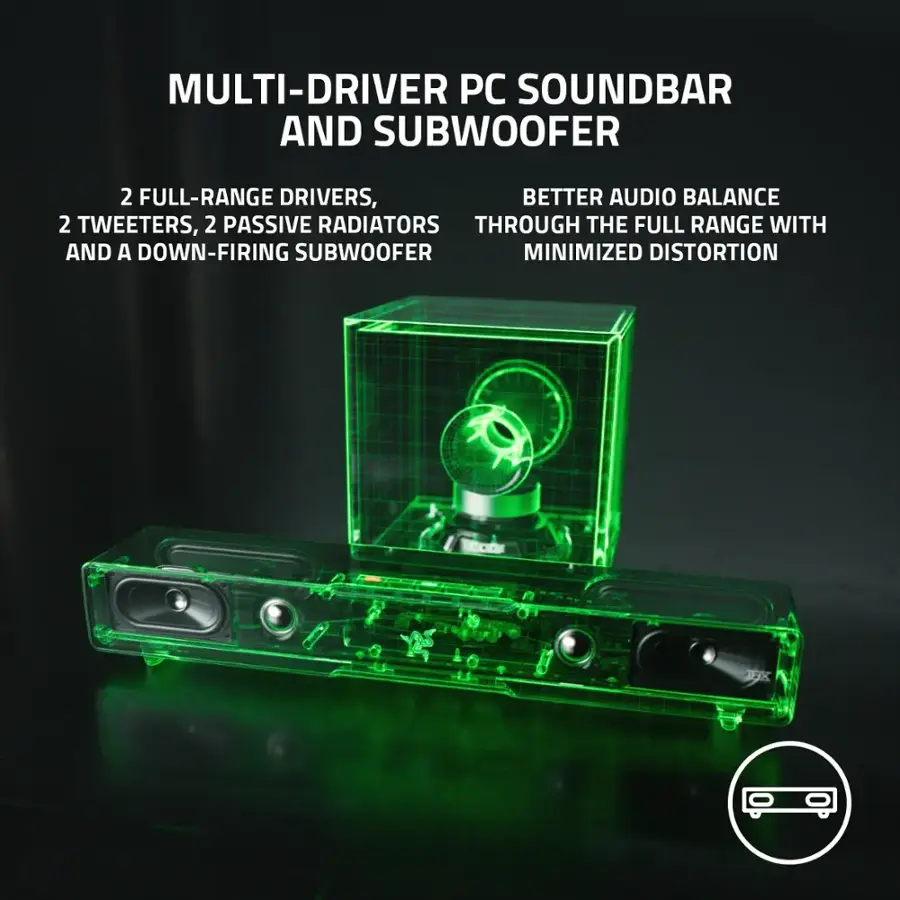 MULTI-DRIVER PC SOUNDBAR
AND SUBWOOFER
2 FULL-RANGE DRIVERS,
2 TWEETERS, 2 PASSIVE RADIATORS
AND A DOWN-FIRING SUBWOOFER
BETTER AUDIO BALANCE
THROUGH THE FULL RANGE WITH
MINIMIZED DISTORTION
THX